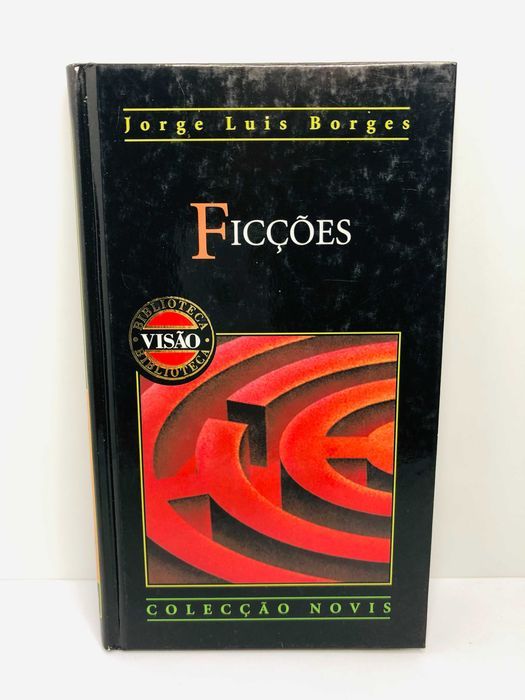 Jorge Luis Borges
FICÇÕES
BIBLIOTECA
VISÃO
BIBLIOTECA
COLECÇÃO NOVIS